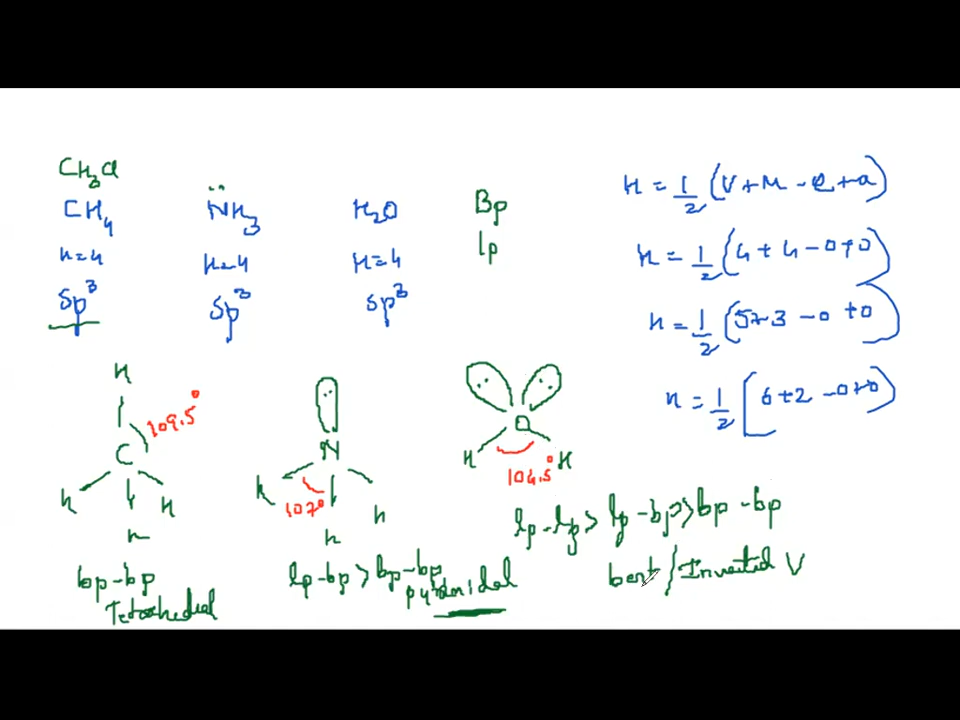 CH3Cl
CH4
NH3
H2O
Bp
lp
n=4
n=4
n=4
Sp3
Sp3
Sp3
n = 1/2 (V + M - C + a)
n = 1/2 (4 + 4 - 0 + 0)
n = 1/2 (5 + 3 - 0 + 0)
n = 1/2 [6 + 2 - 0 + 0)
H
C
H
H
H
109.5°
N
H
H
H
107°
O
H
H
104.5°
bp-bp
Tetrahedral
lp-bp > bp-bp
pyramidal
lp-lp > lp-bp > bp-bp
bent / Inverted V